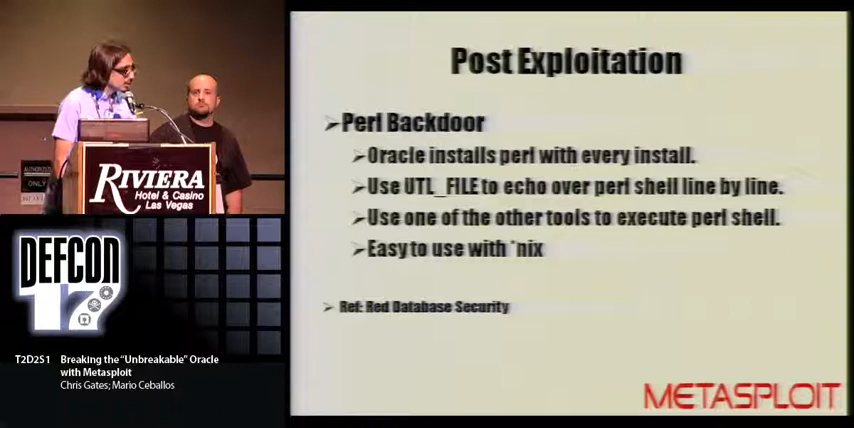 Post Exploitation
➢Perl Backdoor
➢Oracle installs perl with every install.
➢Use UTL_FILE to echo over perl shell line by line.
➢Use one of the other tools to execute perl shell.
➢Easy to use with *nix
➢ Ref: Red Database Security
METASPLOIT
AUTHORIZED
ONLY
RIVIERA
Hotel & Casino
Las Vegas
DEFCON
17
T2D2S1 Breaking the "Unbreakable" Oracle
with Metasploit
Chris Gates; Mario Ceballos